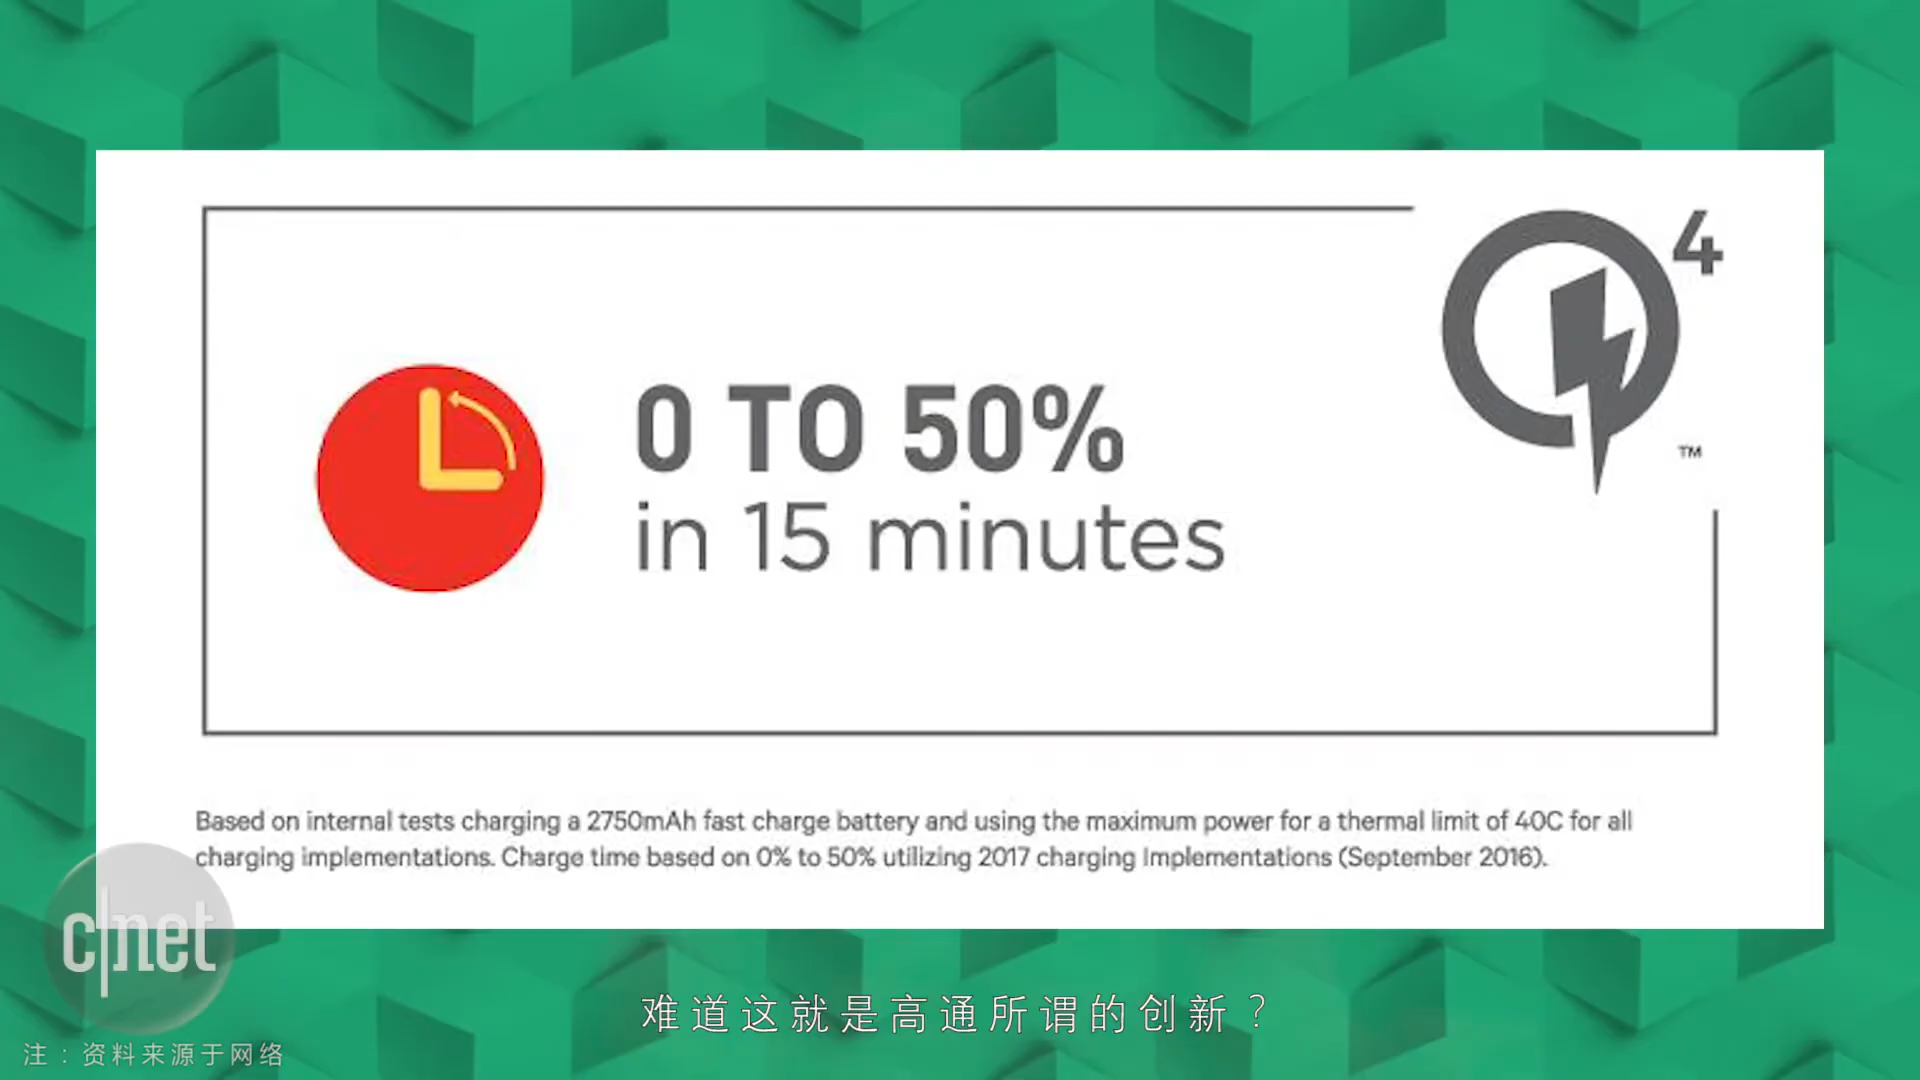 4
0 TO 50%
in 15 minutes
TM
Based on internal tests charging a 2750mAh fast charge battery and using the maximum power for a thermal limit of 40C for all
charging implementations. Charge time based on 0% to 50% utilizing 2017 charging Implementations (September 2016).
c|net
难道这就是高通所谓的创新？
注：资料来源于网络